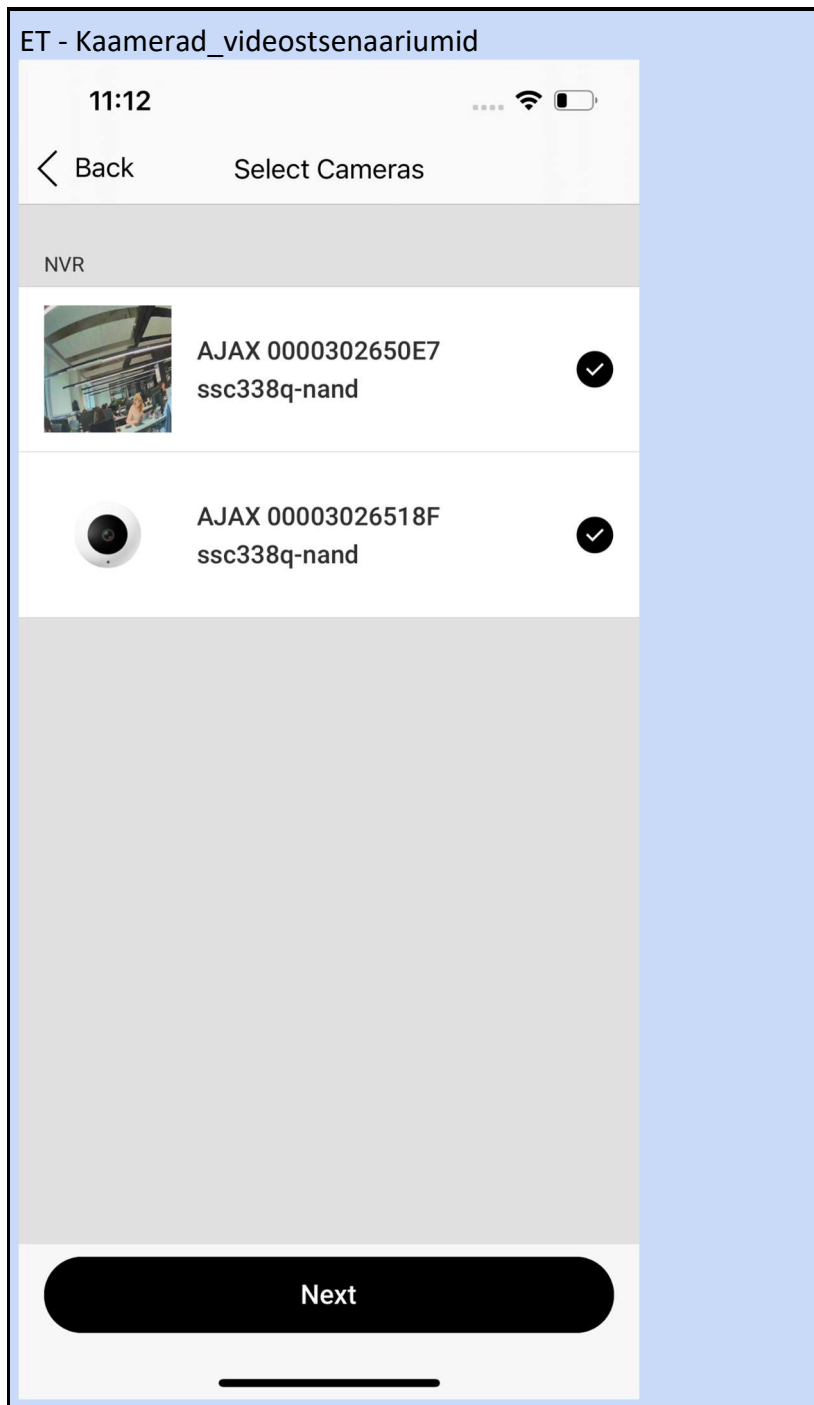 ET - Kaamerad_videostsenaariumid
11:12
Back
Select Cameras
NVR
AJAX 0000302650E7
ssc338q-nand
AJAX 00003026518F
ssc338q-nand
Next